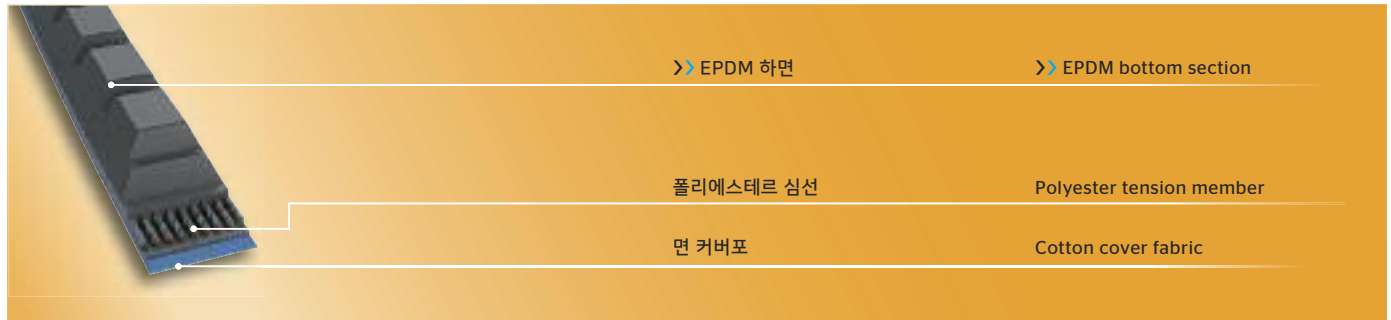 >> EPDM 하면
>> EPDM bottom section
폴리에스테르 심선
Polyester tension member
면 커버포
Cotton cover fabric